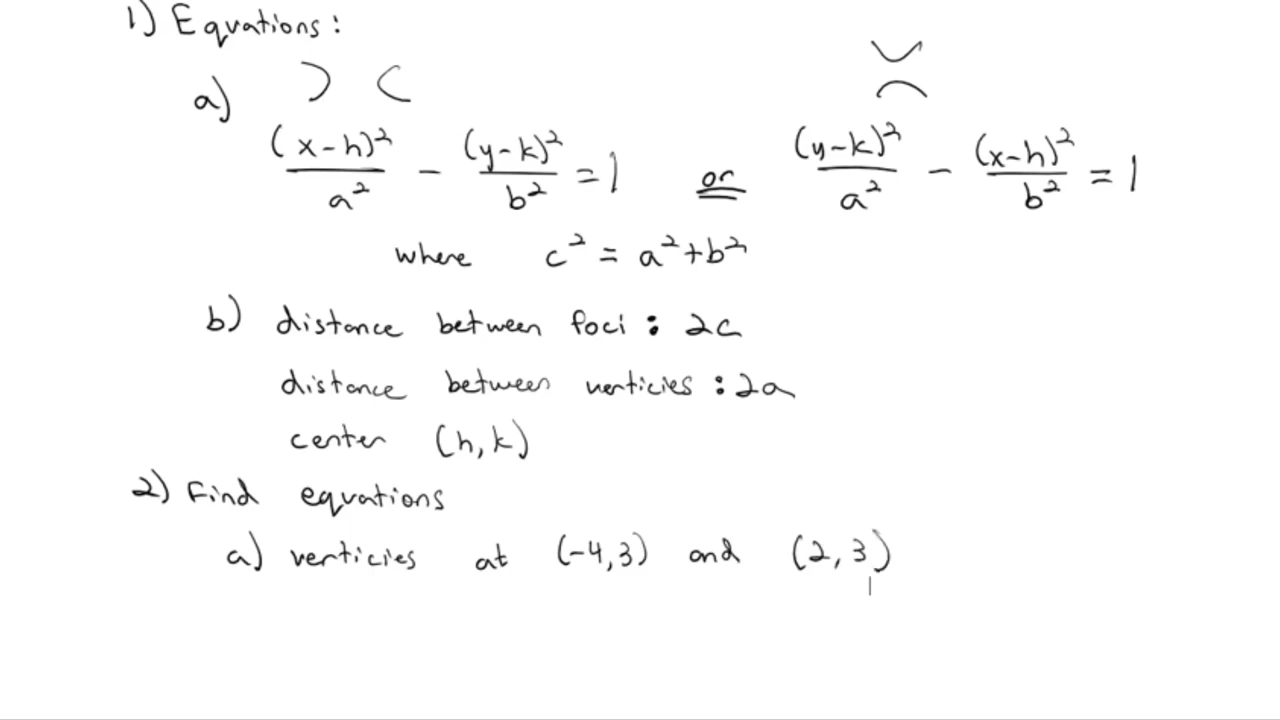 1) Equations:
a)
(x-h)²/a² - (y-k)²/b² = 1 or (y-k)²/a² - (x-h)²/b² = 1
where c² = a²+b²
b) distance between foci : 2c
distance between verticies : 2a
center (h,k)
2) Find equations
a) verticies at (-4,3) and (2,3)